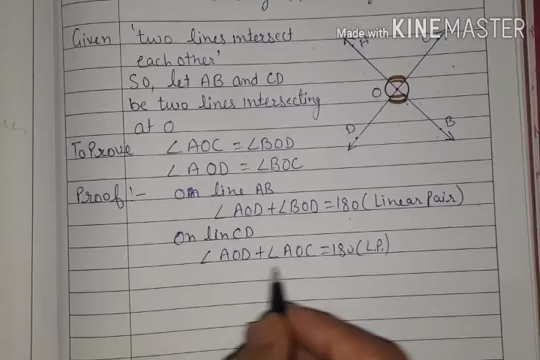 Made with KINEMASTER
Given 'two lines intersect
each other'
So, let AB and CD
be two lines intersecting
at O
A
C
O
D
B
To Prove ∠AOC = ∠BOD
∠AOD = ∠BOC
Proof:- on line AB
∠AOD + ∠BOD = 180 (Linear pair)
On lin CD
∠AOD + ∠AOC = 180 (L.P.)